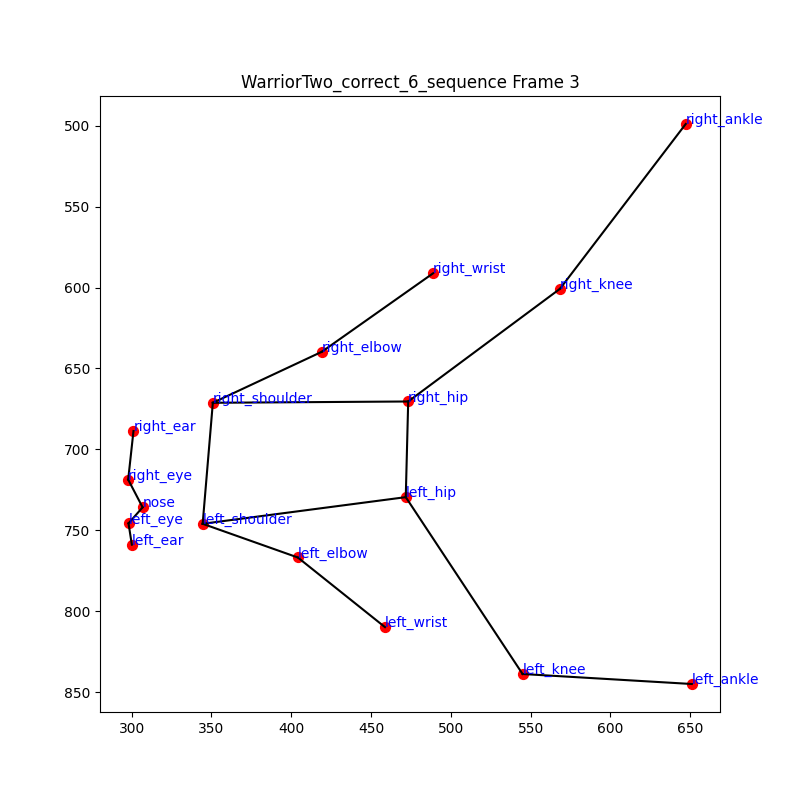 WarriorTwo_correct_6_sequence Frame 3
500
550
600
650
700
750
800
850
300
350
400
450
500
550
600
650
right_ankle
right_wrist
right_knee
right_elbow
right_shoulder
right_hip
right_ear
right_eye
left_hip
nose
left_eye
left_shoulder
left_ear
left_elbow
left_wrist
left_knee
left_ankle